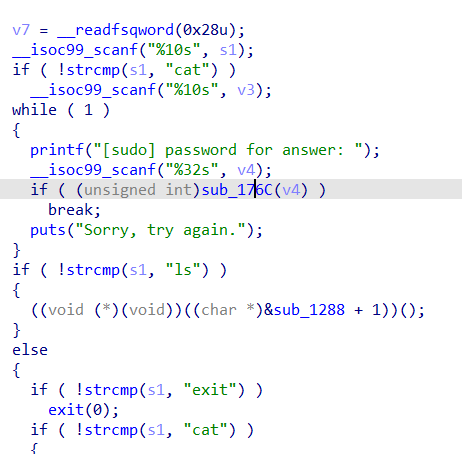 v7 = __readfsqword(0x28u);
__isoc99_scanf("%10s", s1);
if ( !strcmp(s1, "cat") )
__isoc99_scanf("%10s", v3);
while ( 1 )
{
printf("[sudo] password for answer: ");
__isoc99_scanf("%32s", v4);
if ( (unsigned int)sub_176C(v4) )
break;
puts("Sorry, try again.");
}
if ( !strcmp(s1, "ls") )
{
((void (*)(void))((char *)&sub_1288 + 1))();
}
else
{
if ( !strcmp(s1, "exit") )
exit(0);
if ( !strcmp(s1, "cat") )
{